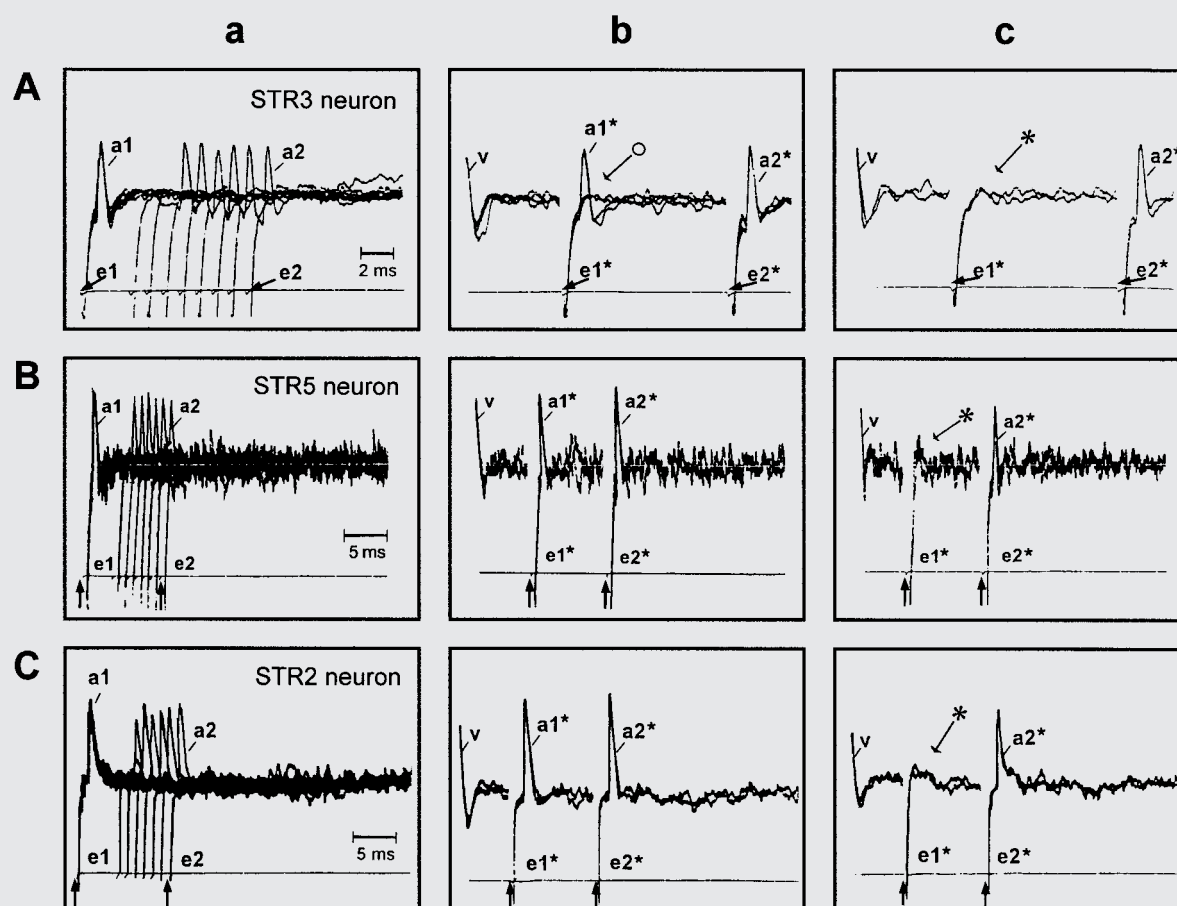 a b c
A
STR3 neuron
a1
a2
e1
e2
2 ms
v
a1*
a2*
e1*
e2*
v
*
a2*
e1*
e2*
B
STR5 neuron
a1
a2
e1
e2
5 ms
v
a1*
a2*
e1*
e2*
v
*
a2*
e1*
e2*
C
STR2 neuron
a1
a2
e1
e2
5 ms
v
a1*
a2*
e1*
e2*
v
*
a2*
e1*
e2*